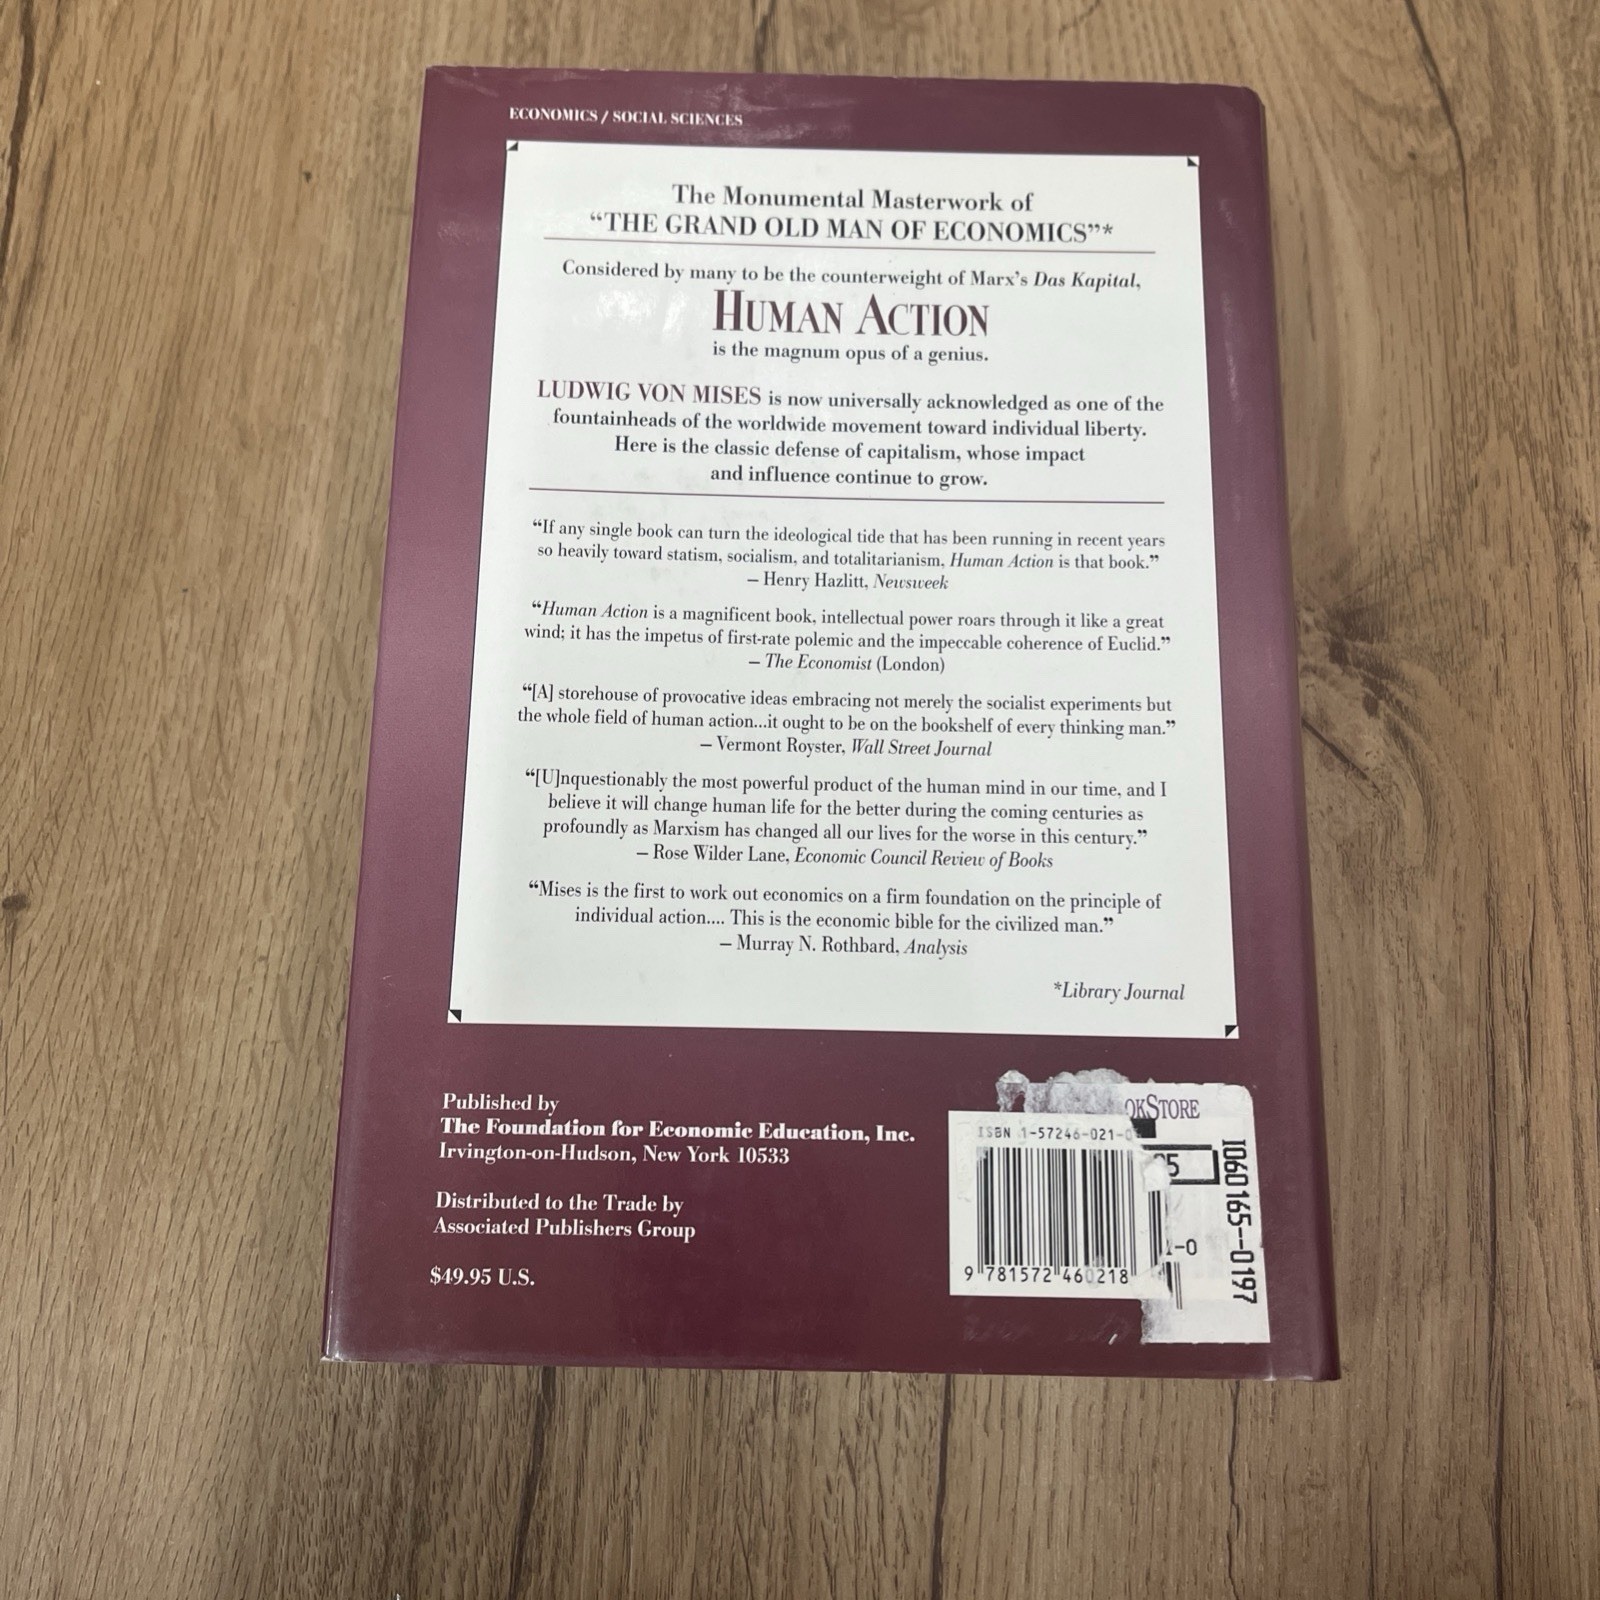 ECONOMICS / SOCIAL SCIENCES
The Monumental Masterwork of
“THE GRAND OLD MAN OF ECONOMICS”*
Considered by many to be the counterweight of Marx’s Das Kapital,
HUMAN ACTION
is the magnum opus of a genius.
LUDWIG VON MISES is now universally acknowledged as one of the
fountainheads of the worldwide movement toward individual liberty.
Here is the classic defense of capitalism, whose impact
and influence continue to grow.
“If any single book can turn the ideological tide that has been running in recent years
so heavily toward statism, socialism, and totalitarianism, Human Action is that book.”
– Henry Hazlitt, Newsweek
“Human Action is a magnificent book, intellectual power roars through it like a great
wind; it has the impetus of first-rate polemic and the impeccable coherence of Euclid.”
– The Economist (London)
“[A] storehouse of provocative ideas embracing not merely the socialist experiments but
the whole field of human action...it ought to be on the bookshelf of every thinking man.”
– Vermont Royster, Wall Street Journal
“[U]nquestionably the most powerful product of the human mind in our time, and I
believe it will change human life for the better during the coming centuries as
profoundly as Marxism has changed all our lives for the worse in this century.”
– Rose Wilder Lane, Economic Council Review of Books
“Mises is the first to work out economics on a firm foundation on the principle of
individual action.... This is the economic bible for the civilized man.”
– Murray N. Rothbard, Analysis
*Library Journal
Published by
The Foundation for Economic Education, Inc.
Irvington-on-Hudson, New York 10533
Distributed to the Trade by
Associated Publishers Group
$49.95 U.S.
OKSTORE
ISBN 1-57246-021-
5
-0
9 781572 460218
I060165--0197